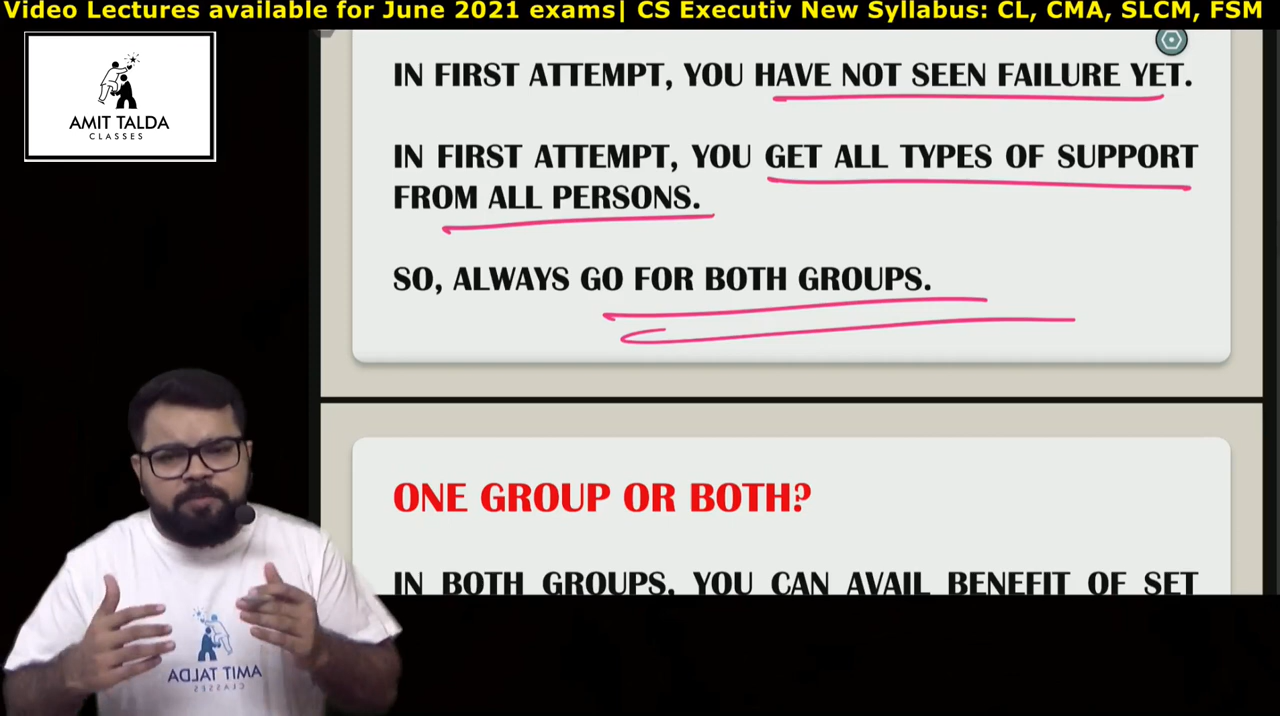 Video Lectures available for June 2021 exams| CS Executiv New Syllabus: CL, CMA, SLCM, FSM
AMIT TALDA
CLASSES
IN FIRST ATTEMPT, YOU HAVE NOT SEEN FAILURE YET.
IN FIRST ATTEMPT, YOU GET ALL TYPES OF SUPPORT
FROM ALL PERSONS.
SO, ALWAYS GO FOR BOTH GROUPS.
ONE GROUP OR BOTH?
IN BOTH GROUPS, YOU CAN AVAIL BENEFIT OF SET
AMIT TALDA
CLASSES